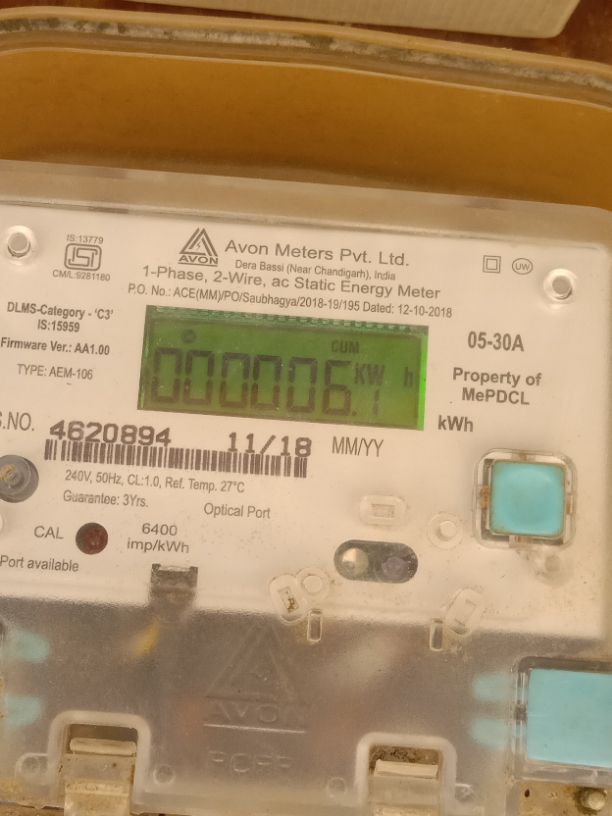 IS:13779
CM/L:9281180
AVON
Avon Meters Pvt. Ltd.
Dera Bassi (Near Chandigarh), India
1-Phase, 2-Wire, ac Static Energy Meter
P.O. No.: ACE(MM)/PO/Saubhagya/2018-19/195 Dated: 12-10-2018
UW
DLMS-Category - 'C3'
IS:15959
Firmware Ver.: AA1.00
TYPE: AEM-106
CUM
000006.1 KW h
05-30A
Property of
MePDCL
kWh
S.NO. 4620894 11/18 MM/YY
240V, 50Hz, CL:1.0, Ref. Temp. 27°C
Guarantee: 3Yrs.
Optical Port
CAL
6400
imp/kWh
Port available
AVON